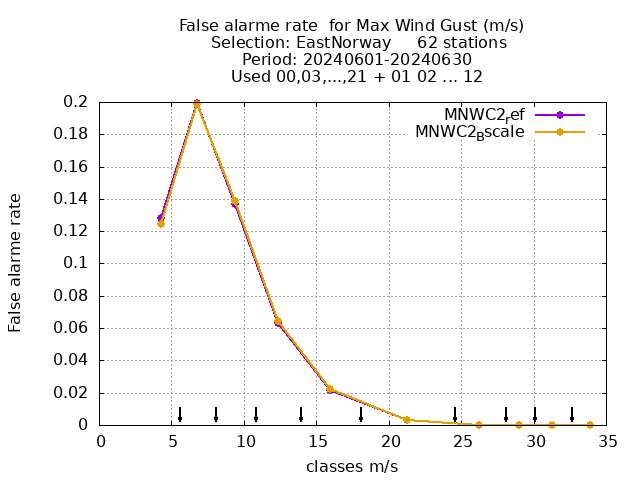 False alarme rate  for Max Wind Gust (m/s)
Selection: EastNorway     62 stations
Period: 20240601-20240630
Used 00,03,...,21 + 01 02 ... 12
MNWC2_ref
MNWC2_Bscale
0.2
0.18
0.16
0.14
0.12
0.1
0.08
0.06
0.04
0.02
0
False alarme rate
0 5 10 15 20 25 30 35
classes m/s